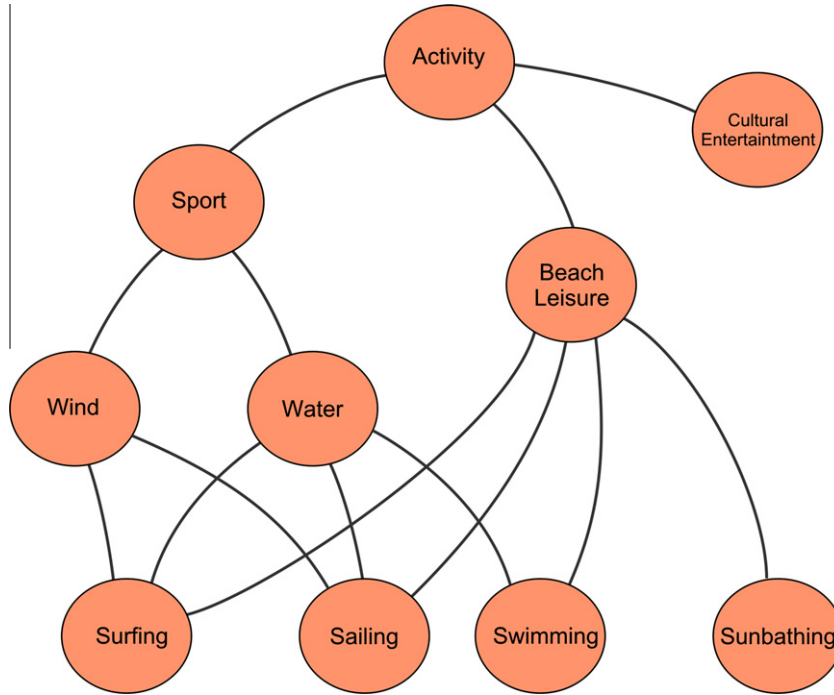 Activity
Cultural
Entertaintment
Sport
Beach
Leisure
Wind
Water
Surfing
Sailing
Swimming
Sunbathing